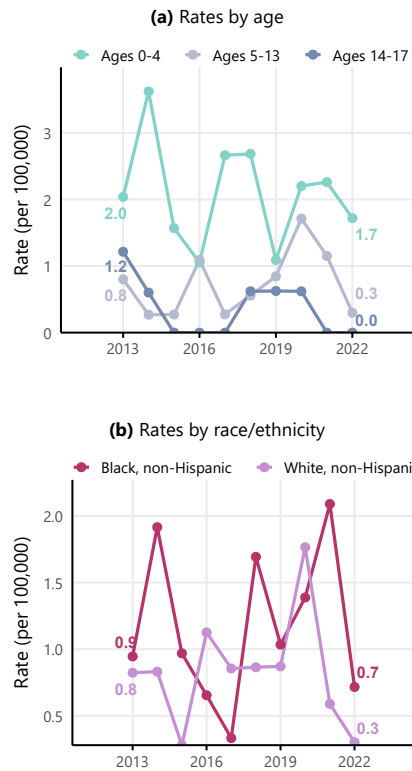 (a) Rates by age
Ages 0-4 Ages 5-13 Ages 14-17
Rate (per 100,000)
3
2
1
0
2.0
1.2
0.8
1.7
0.3
0.0
2013 2016 2019 2022
(b) Rates by race/ethnicity
Black, non-Hispanic White, non-Hispani
Rate (per 100,000)
2.0
1.5
1.0
0.5
0.9
0.8
0.7
0.3
2013 2016 2019 2022